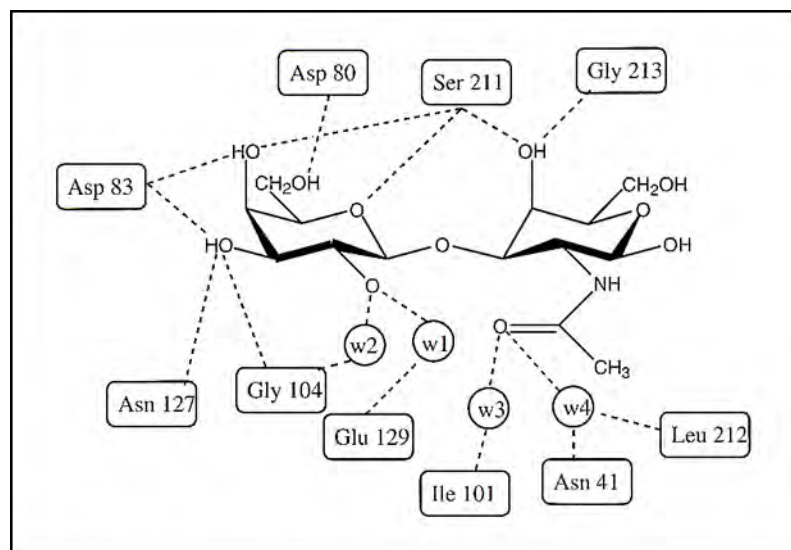 Asp 80
Ser 211
Gly 213
HO
OH
Asp 83
CH2OH
O
CH2OH
O
HO
O
OH
O
NH
w2
w1
O
Gly 104
CH3
Asn 127
w3
w4
Glu 129
Leu 212
Ile 101
Asn 41